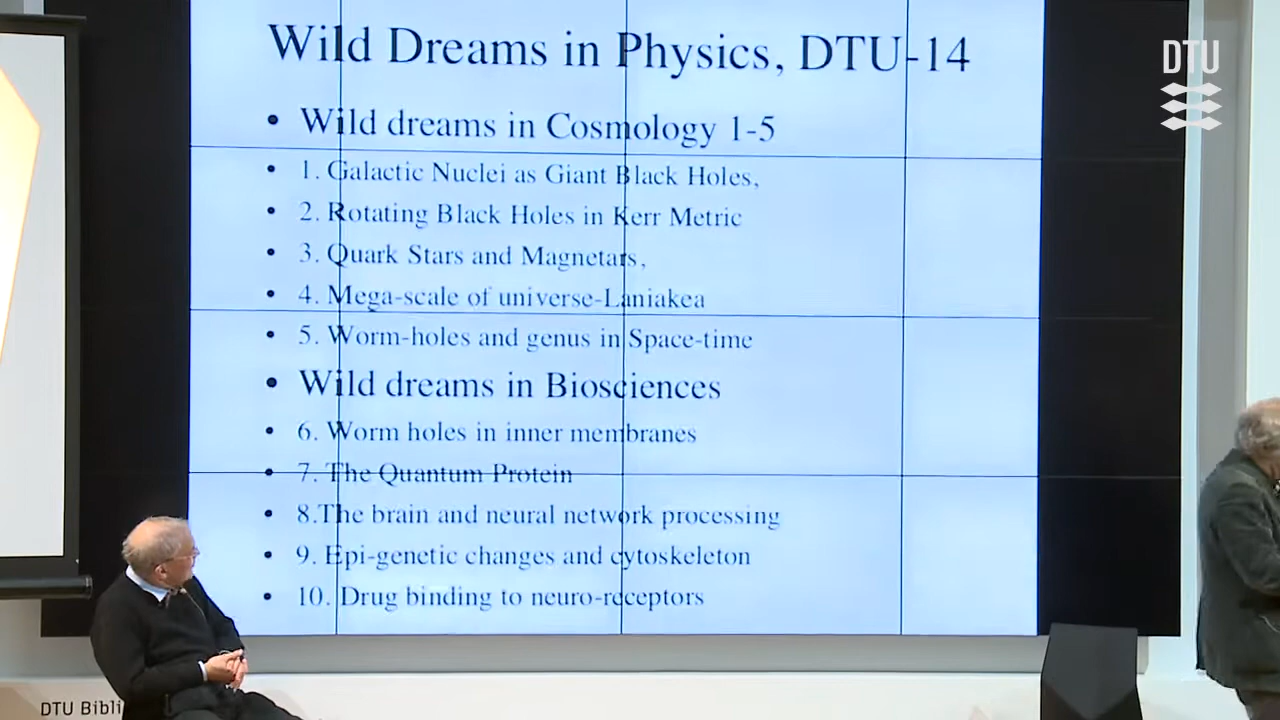 Wild Dreams in Physics, DTU-14
• Wild dreams in Cosmology 1-5
• 1. Galactic Nuclei as Giant Black Holes,
• 2. Rotating Black Holes in Kerr Metric
• 3. Quark Stars and Magnetars,
• 4. Mega-scale of universe-Laniakea
• 5. Worm-holes and genus in Space-time
• Wild dreams in Biosciences
• 6. Worm holes in inner membranes
• 7. The Quantum Protein
• 8.The brain and neural network processing
• 9. Epi-genetic changes and cytoskeleton
• 10. Drug binding to neuro-receptors
DTU
DTU Bibli